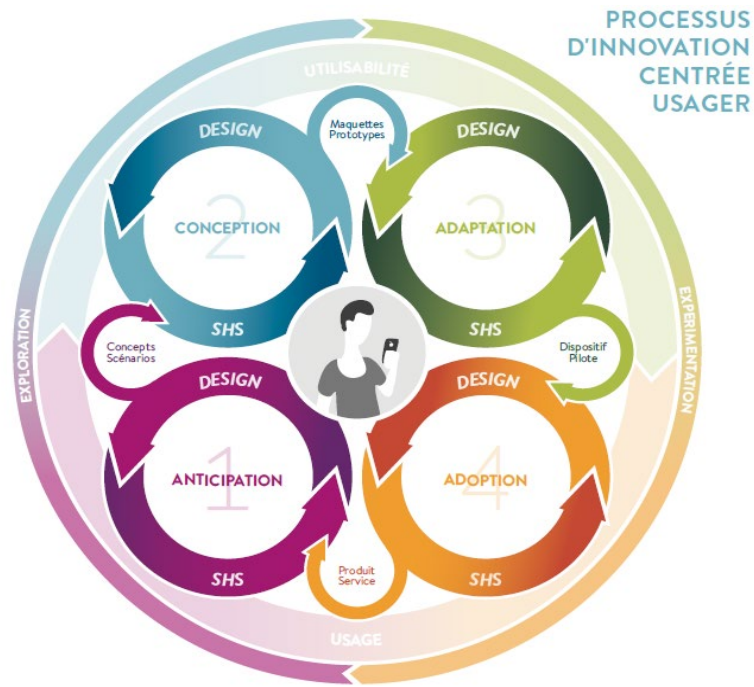 PROCESSUS
D'INNOVATION
CENTRÉE
USAGER
UTILISABILITÉ
EXPLORATION
EXPERIMENTATION
USAGE
Maquettes
Prototypes
DESIGN
2
CONCEPTION
SHS
DESIGN
3
ADAPTATION
SHS
Concepts
Scénarios
Dispositif
Pilote
DESIGN
1
ANTICIPATION
SHS
DESIGN
4
ADOPTION
SHS
Produit
Service